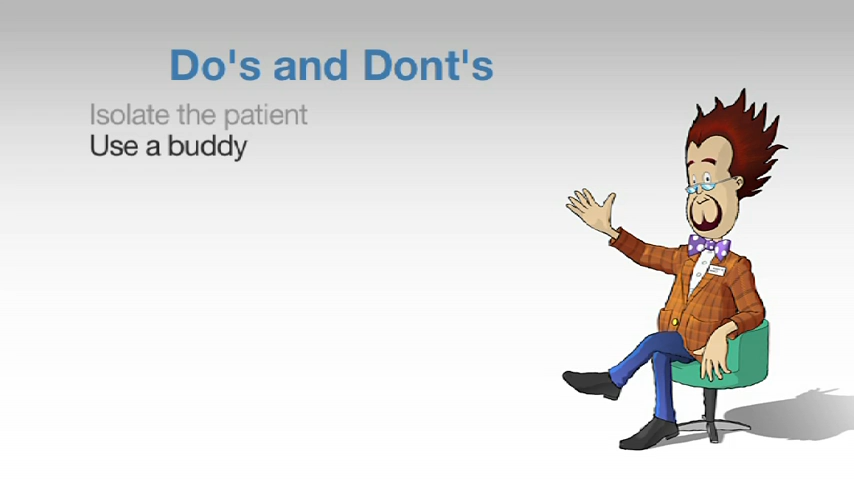 Do's and Dont's
Isolate the patient
Use a buddy